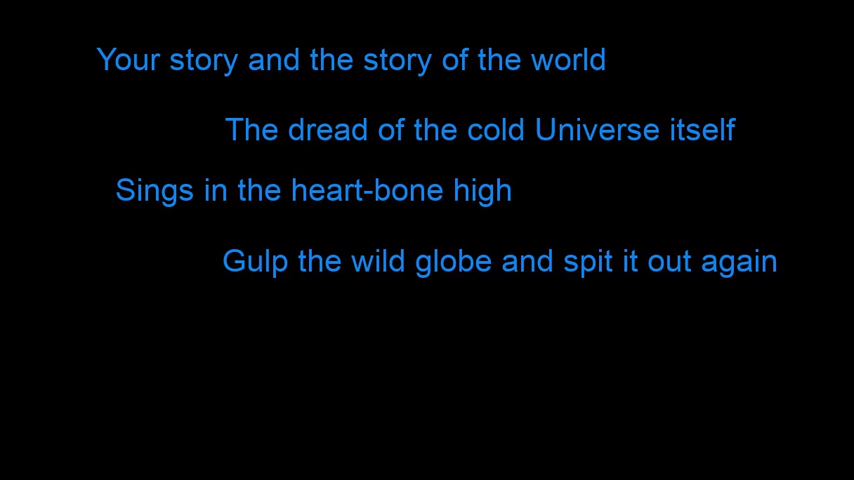 Your story and the story of the world
The dread of the cold Universe itself
Sings in the heart-bone high
Gulp the wild globe and spit it out again